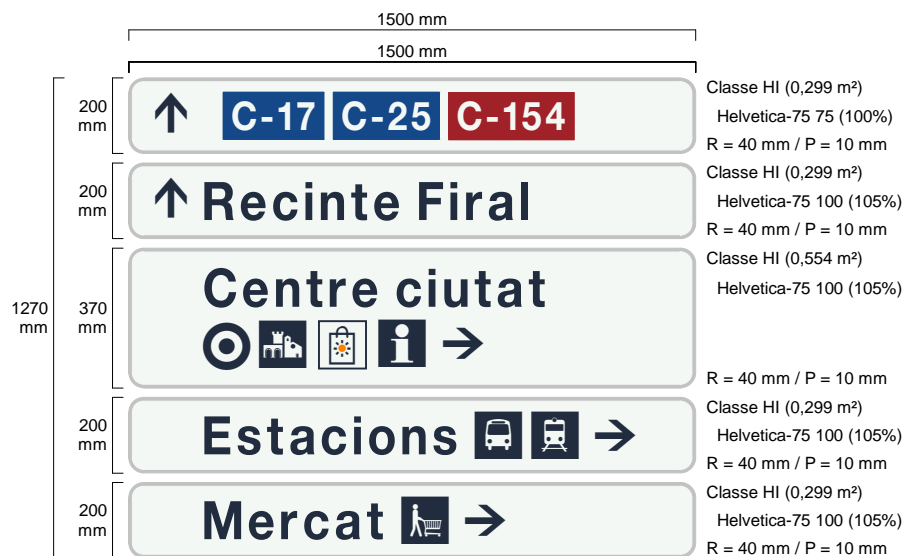 1500 mm
1500 mm
1270 mm
200 mm
C-17 C-25 C-154
Classe HI (0,299 m²)
Helvetica-75 75 (100%)
R = 40 mm / P = 10 mm
200 mm
Recinte Firal
Classe HI (0,299 m²)
Helvetica-75 100 (105%)
R = 40 mm / P = 10 mm
370 mm
Centre ciutat
i
Classe HI (0,554 m²)
Helvetica-75 100 (105%)
R = 40 mm / P = 10 mm
200 mm
Estacions
Classe HI (0,299 m²)
Helvetica-75 100 (105%)
R = 40 mm / P = 10 mm
200 mm
Mercat
Classe HI (0,299 m²)
Helvetica-75 100 (105%)
R = 40 mm / P = 10 mm